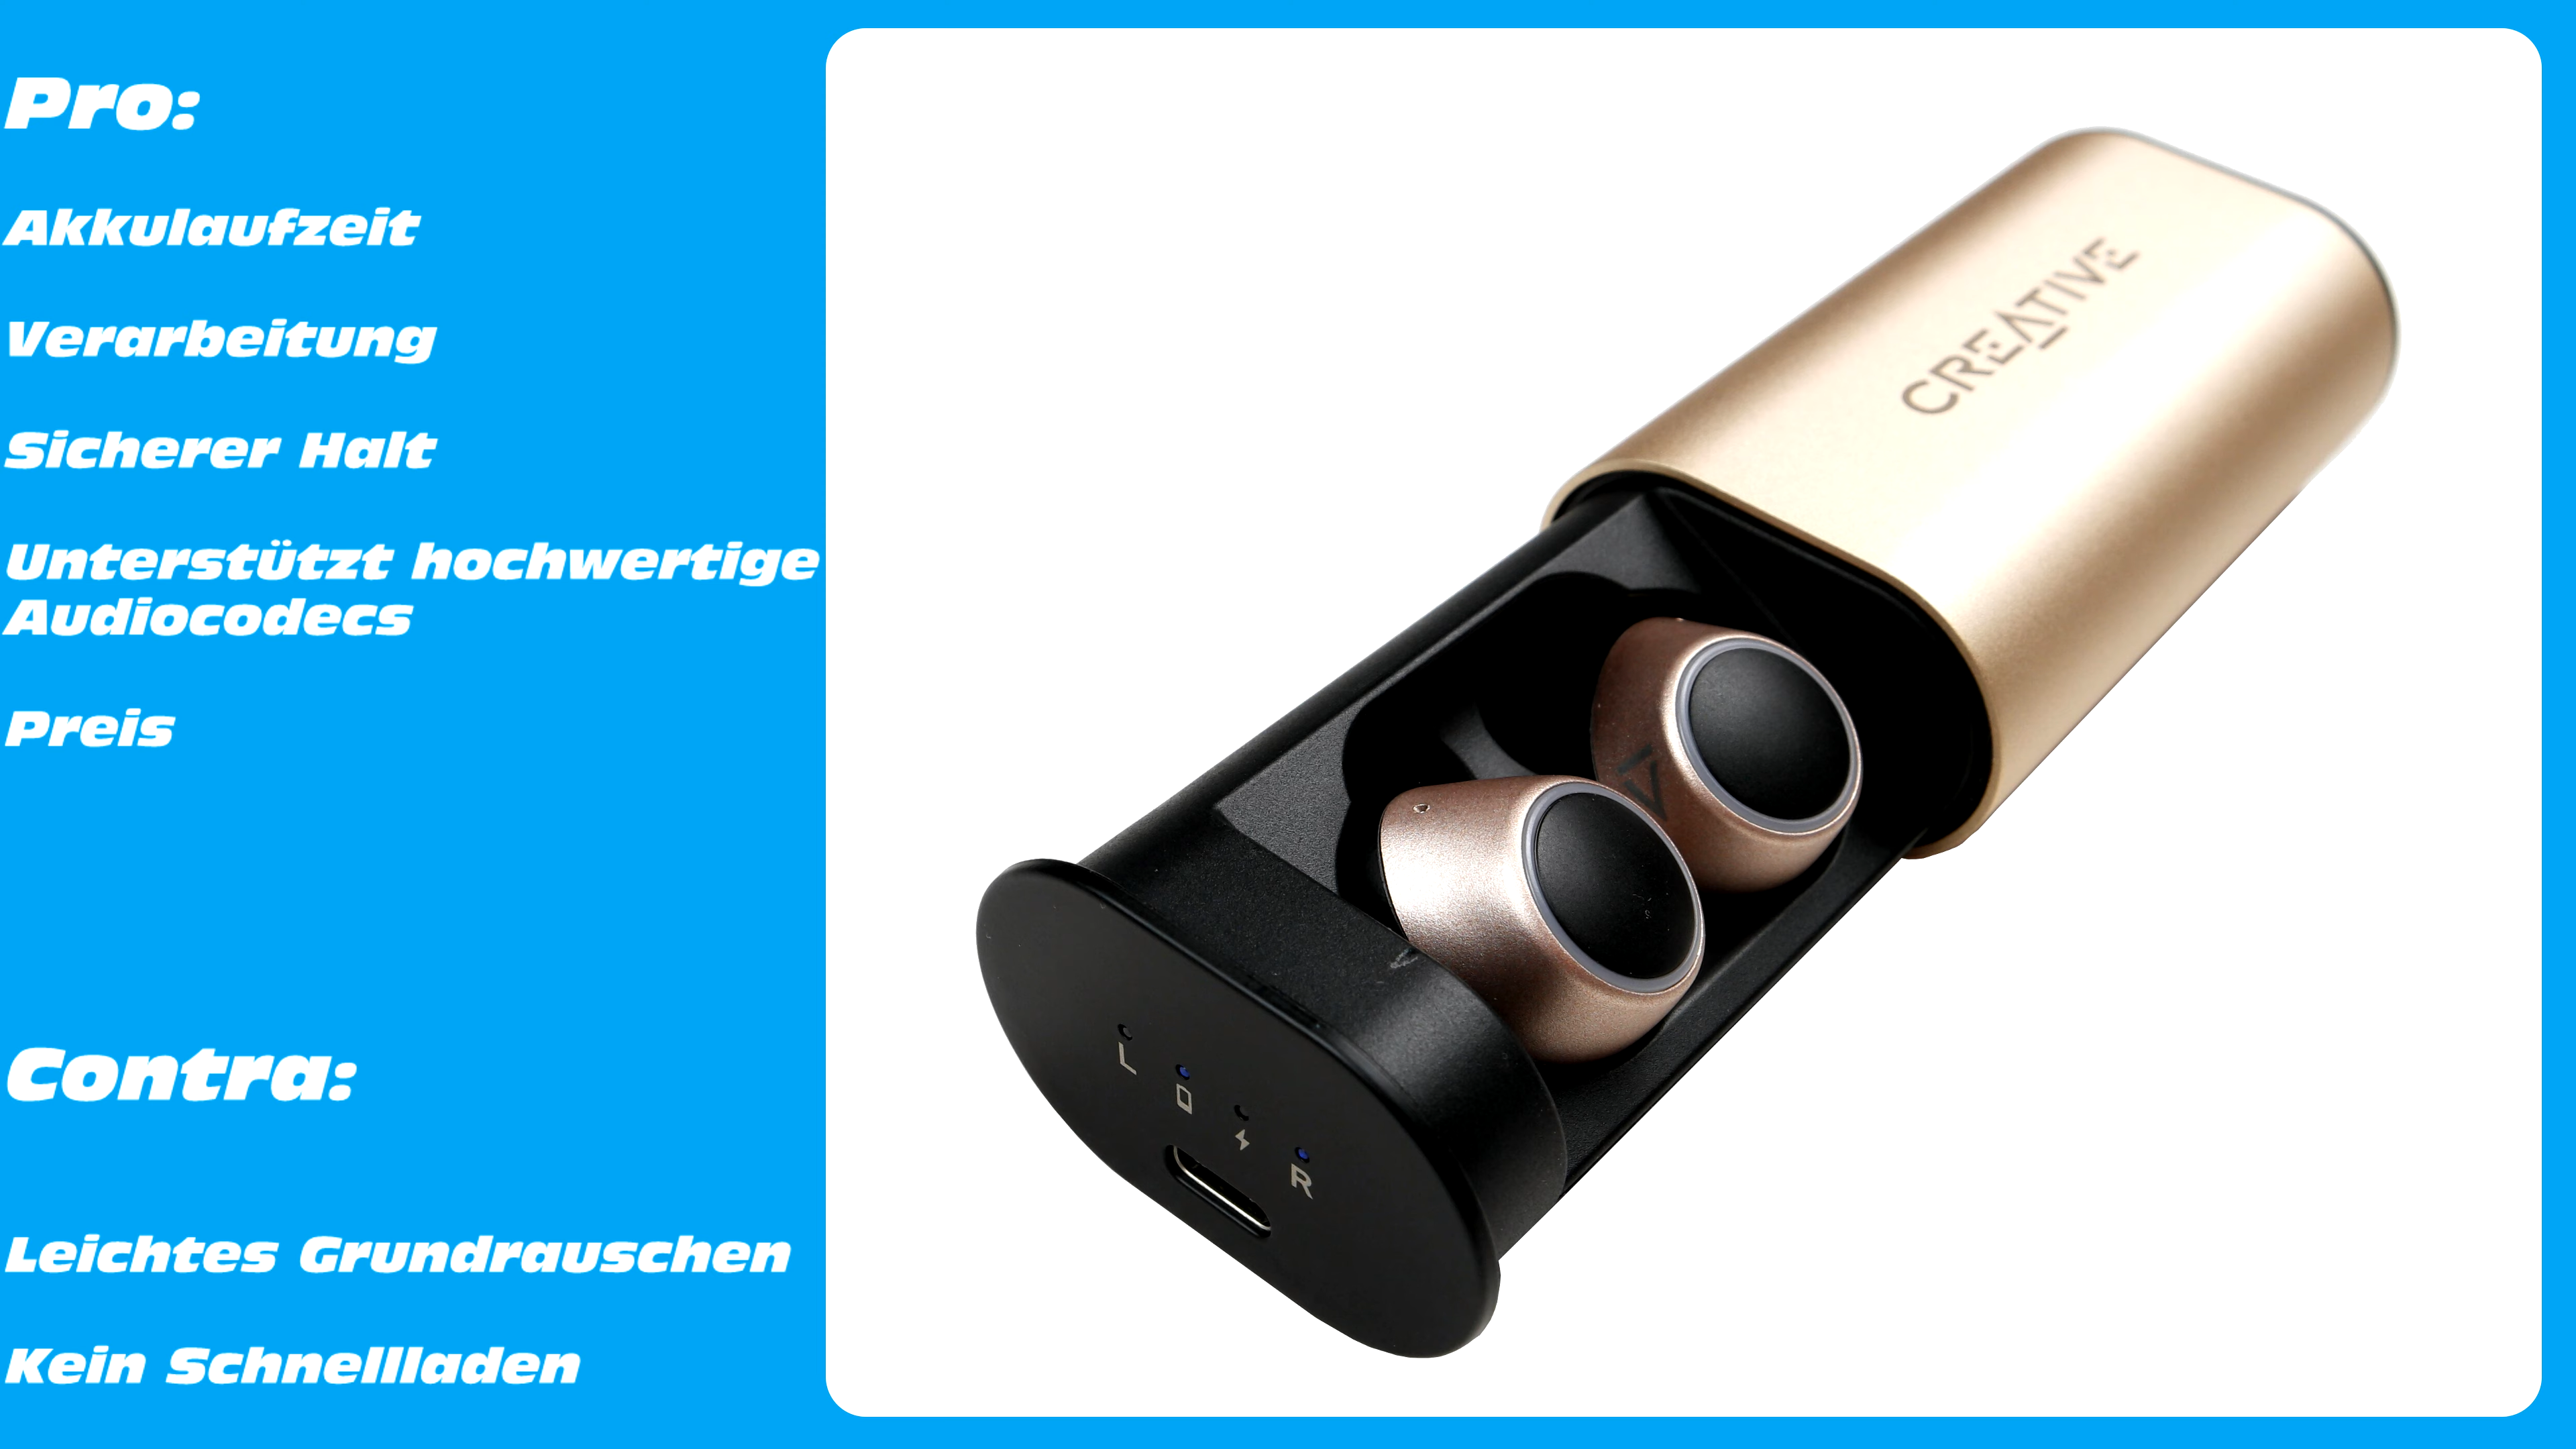 Pro:
Akkulaufzeit
Verarbeitung
Sicherer Halt
Unterstützt hochwertige
Audiocodecs
Preis
Contra:
Leichtes Grundrauschen
Kein Schnellladen
CREATIVE
L
R